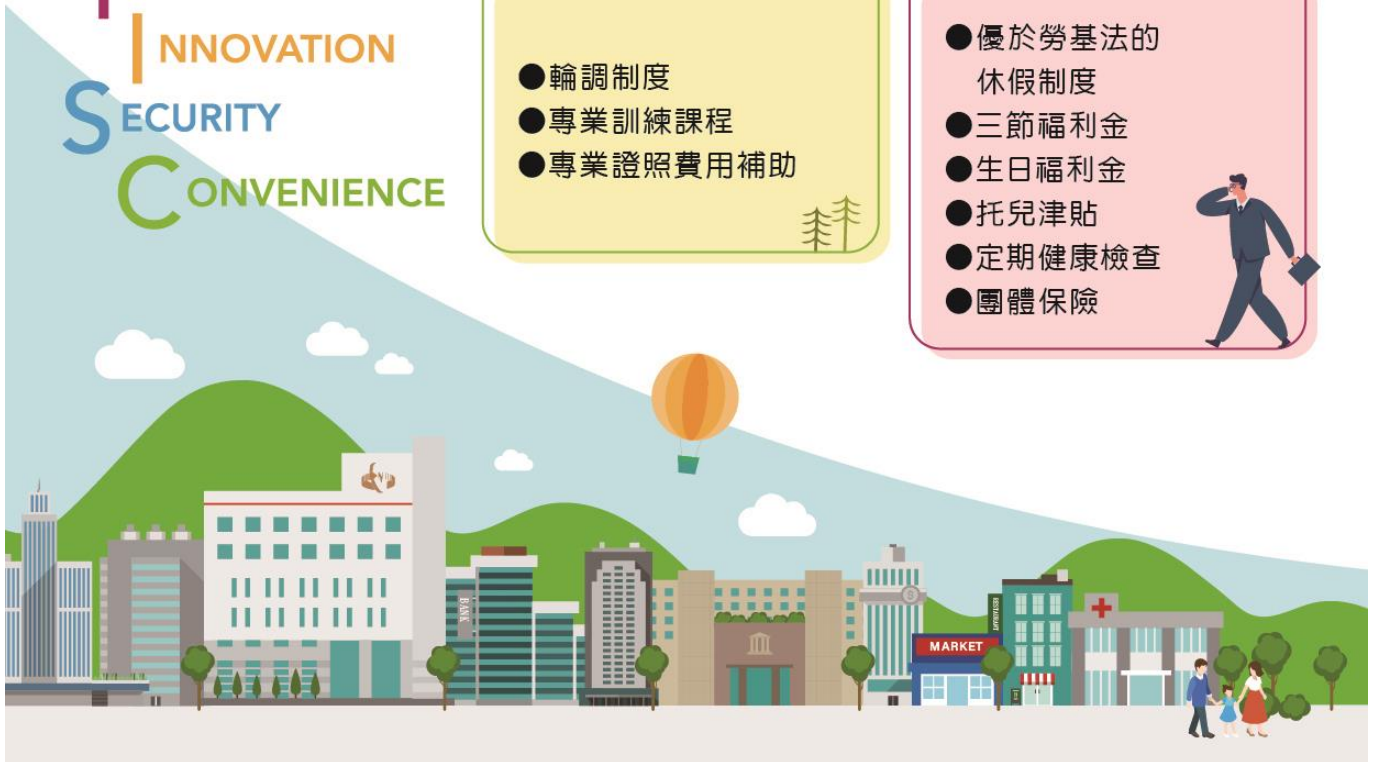 INNOVATION
SECURITY
CONVENIENCE
●輪調制度
●專業訓練課程
●專業證照費用補助
●優於勞基法的
休假制度
●三節福利金
●生日福利金
●托兒津貼
●定期健康檢查
●團體保險
BANK
RESTAURANT
MARKET